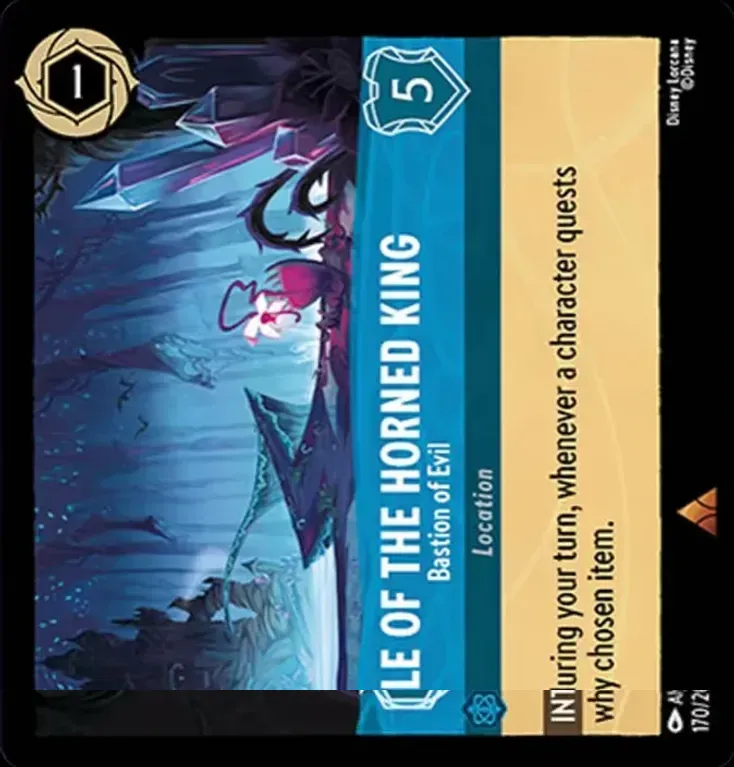 1
5
LE OF THE HORNED KING
Bastion of Evil
Location
INT uring your turn, whenever a character quests
why chosen item.
170/2
Disney Lorcana
©Disney